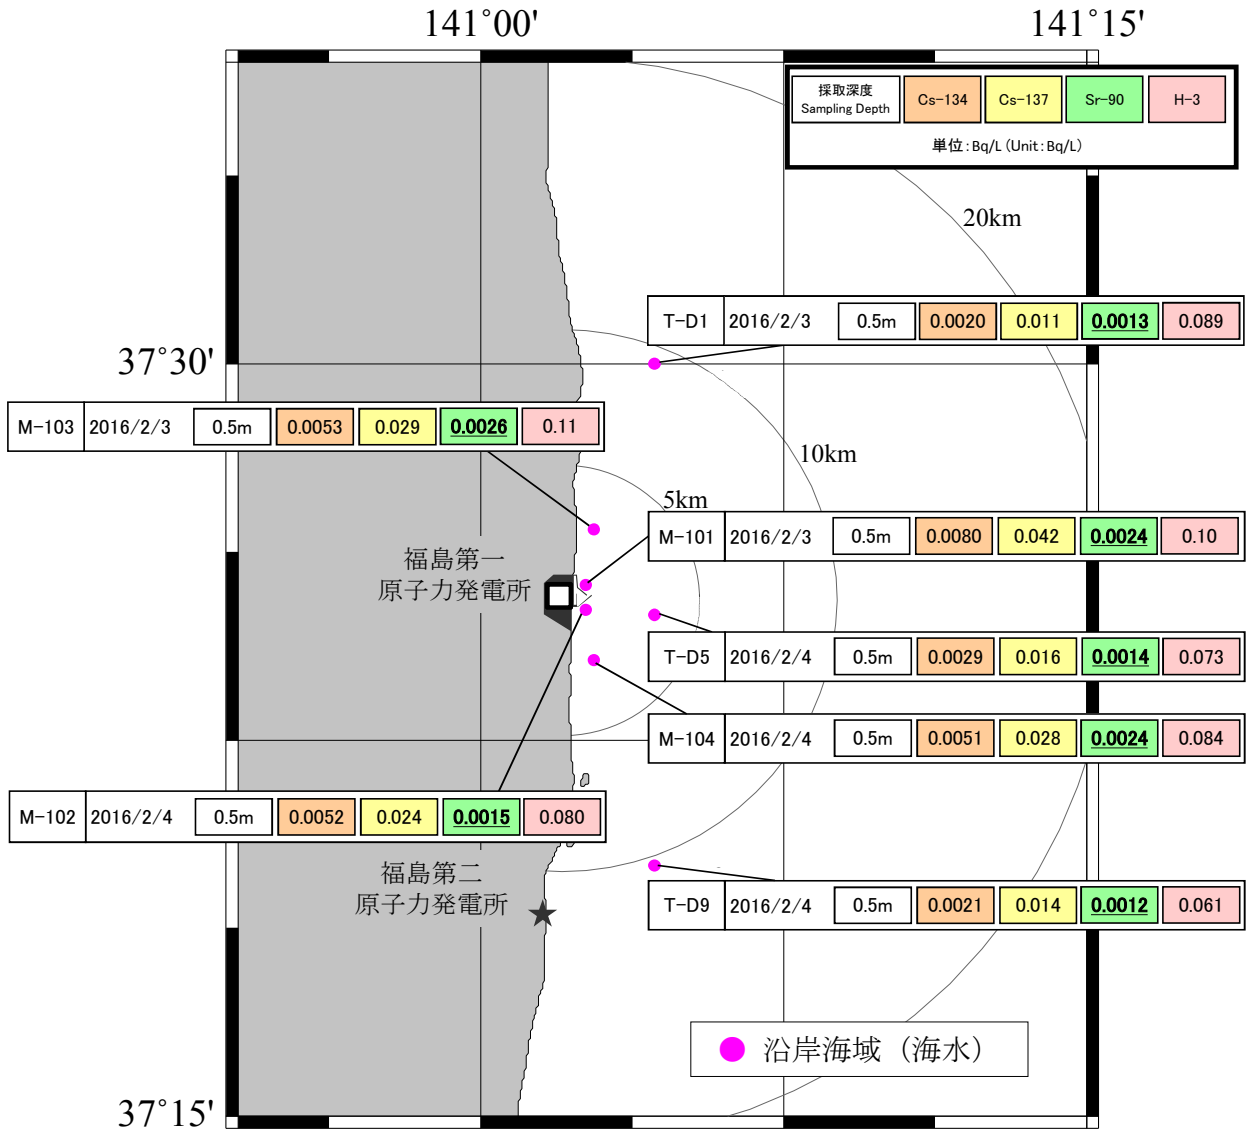 141°00'
141°15'
採取深度
Sampling Depth
Cs-134
Cs-137
Sr-90
H-3
単位:Bq/L (Unit:Bq/L)
20km
T-D1 2016/2/3 0.5m 0.0020 0.011 0.0013 0.089
37°30'
M-103 2016/2/3 0.5m 0.0053 0.029 0.0026 0.11
10km
5km
M-101 2016/2/3 0.5m 0.0080 0.042 0.0024 0.10
福島第一
原子力発電所
T-D5 2016/2/4 0.5m 0.0029 0.016 0.0014 0.073
M-104 2016/2/4 0.5m 0.0051 0.028 0.0024 0.084
M-102 2016/2/4 0.5m 0.0052 0.024 0.0015 0.080
福島第二
原子力発電所
T-D9 2016/2/4 0.5m 0.0021 0.014 0.0012 0.061
沿岸海域（海水）
37°15'